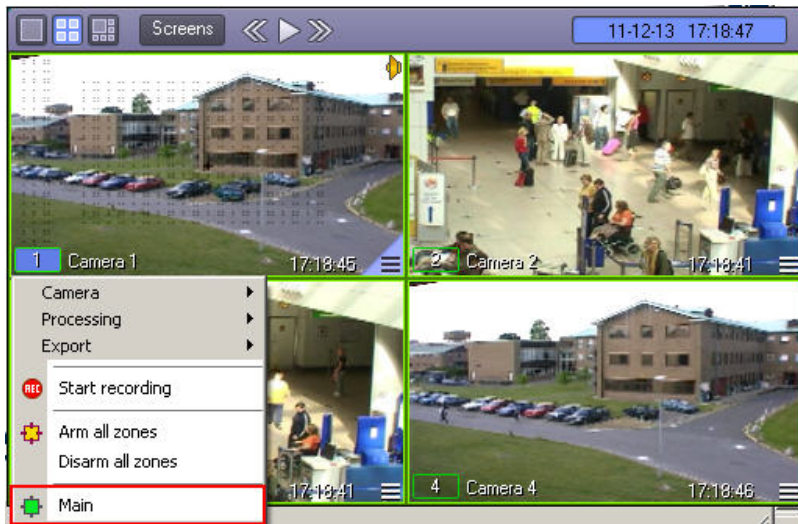 Screens
11-12-13 17:18:47
1 Camera 1 17:18:45
2 Camera 2 17:18:41
Camera
Processing
Export
REC Start recording
Arm all zones
Disarm all zones
Main
17:18:41
4 Camera 4 17:18:46